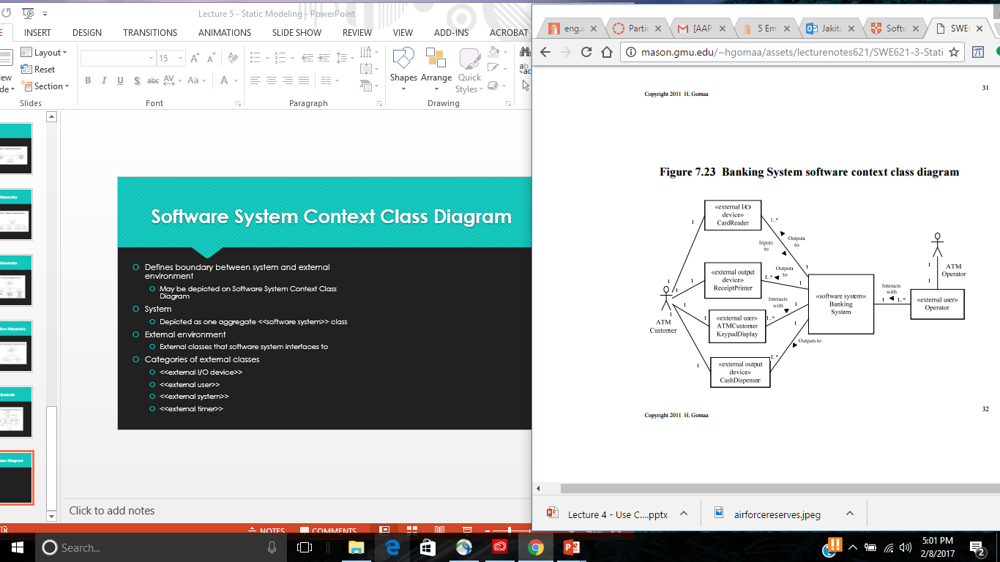 Lecture 5 - Static Modeling - PowerPoint
INSERT DESIGN TRANSITIONS ANIMATIONS SLIDE SHOW REVIEW VIEW ADD-INS ACROBAT
Layout
Reset
Section
Slides
15
B I U S abc AV Aa A
Font
Paragraph
Shapes
Arrange
Quick
Styles
Drawing
Software System Context Class Diagram
Defines boundary between system and external
environment
May be depicted on Software System Context Class
Diagram
System
Depicted as one aggregate <<software system>> class
External environment
External classes that software system interfaces to
Categories of external classes
<<external I/O device>>
<<external user>>
<<external system>>
<<external timer>>
Click to add notes
NOTES COMMENTS
eng.a
Partic
[AAP
5 Em
Jakita
Softw
SWE
mason.gmu.edu/~hgomaa/assets/lecturenotes621/SWE621-3-Stati
Copyright 2011 H. Gomaa
31
Figure 7.23 Banking System software context class diagram
«external I/O
device»
CardReader
1
1..*
Outputs
to
Inputs
to
1
«external output
device»
ReceiptPrinter
1
1
1
1..*
Outputs
to
1
ATM
Customer
1
1
1
«external user»
ATMCustomer
KeypadDisplay
1..*
Interacts
with
1
«external output
device»
CashDispenser
1
1..*
Outputs to
1
«software system»
Banking
System
Interacts
with
1 1..*
«external user»
Operator
1
1
ATM
Operator
Copyright 2011 H. Gomaa
32
Lecture 4 - Use C....pptx
airforcereserves.jpeg
Search...
5:01 PM
2/8/2017
2